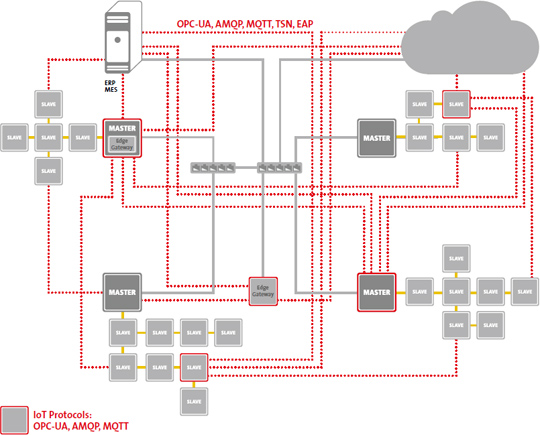 OPC-UA, AMQP, MQTT, TSN, EAP
ERP
MES
SLAVE
SLAVE SLAVE SLAVE
MASTER
Edge
Gateway
SLAVE
SLAVE SLAVE
MASTER
SLAVE SLAVE SLAVE
MASTER
SLAVE SLAVE SLAVE SLAVE
SLAVE SLAVE SLAVE
SLAVE
Edge
Gateway
SLAVE
MASTER
SLAVE SLAVE SLAVE SLAVE
SLAVE SLAVE
IoT Protocols:
OPC-UA, AMQP, MQTT